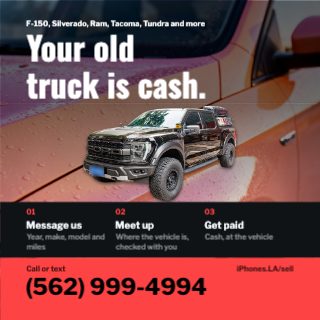 F-150, Silverado, Ram, Tacoma, Tundra and more
Your old
truck is cash.
01
Message us
Year, make, model and
miles
02
Meet up
Where the vehicle is,
checked with you
03
Get paid
Cash, at the vehicle
Call or text
iPhones.LA/sell
(562) 999-4994